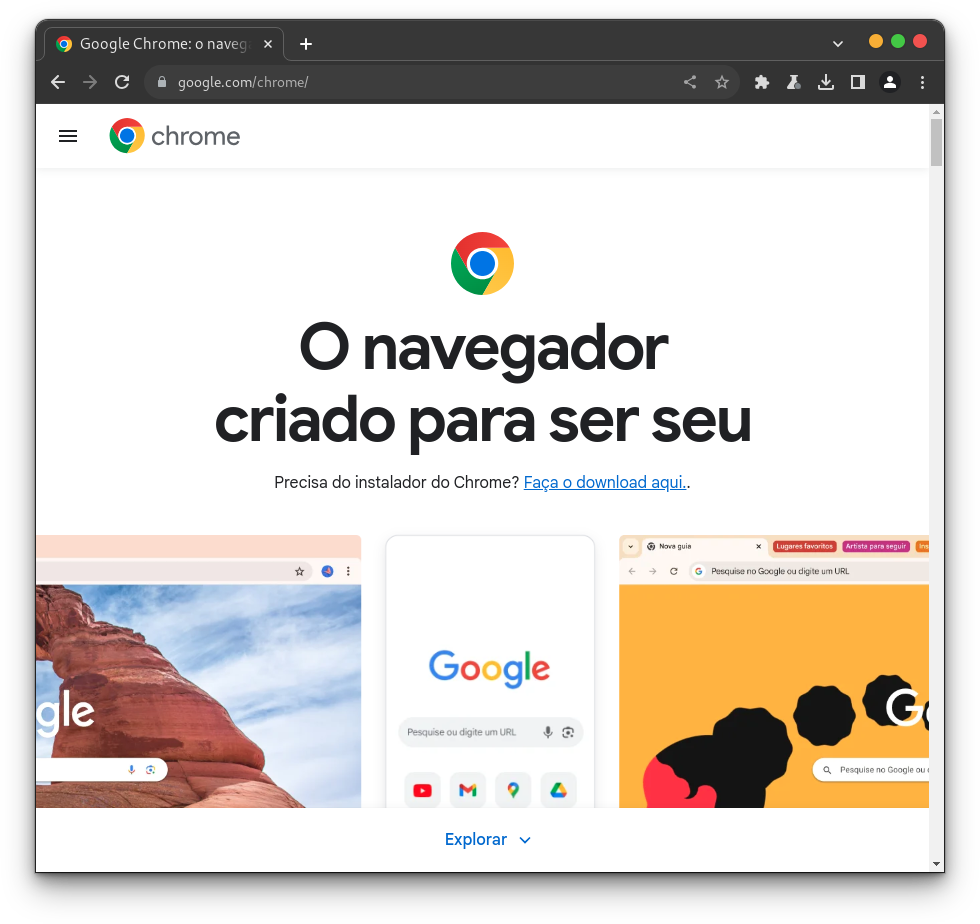 Google Chrome: o naveg
google.com/chrome/
chrome
O navegador
criado para ser seu
Precisa do instalador do Chrome? Faça o download aqui..
Nova guia
Lugares favoritos
Artista para seguir
Pesquise no Google ou digite um URL
Google
gle
Pesquise ou digite um URL
Pesquise no Google ou
Explorar